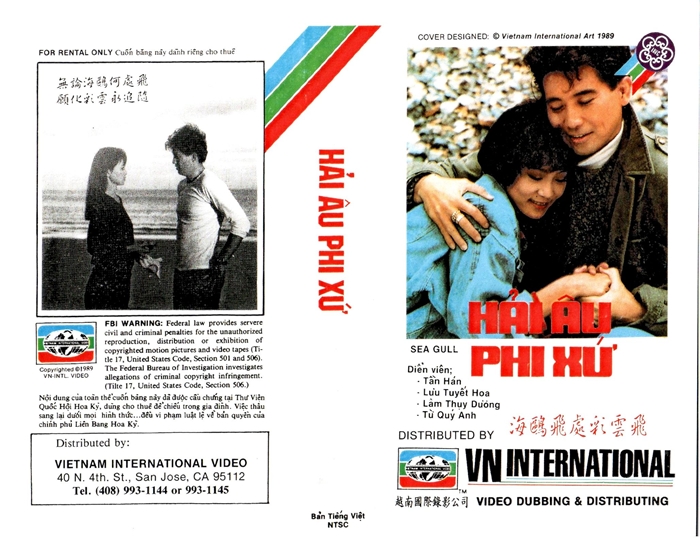 FOR RENTAL ONLY Cuốn băng nầy dành riêng cho thuê
無論海鷗何處飛
願化彩雲永追隨
VIETNAM INTERNATIONAL VIDEO
Copyrighted ©1989
VN-INTL. VIDEO
FBI WARNING: Federal law provides servere
civil and criminal penalties for the unauthorized
reproduction, distribution or exhibition of
copyrighted motion pictures and video tapes (Ti-
tle 17, United States Code, Section 501 and 506).
The Federal Bureau of Investigation investigates
allegations of criminal copyright infringement.
(Tilte 17, United States Code, Section 506.)
Nội dung của toàn thể cuốn băng nầy đã được cầu chứng tại Thư Viện
Quốc Hội Hoa Kỳ, dùng cho thuê để chiếu trong gia đình. Việc thâu
sang lại dưới mọi hình thức...đều vi phạm luật lệ về bản quyền của
chính phủ Liên Bang Hoa Kỳ.
Distributed by:
VIETNAM INTERNATIONAL VIDEO
40 N. 4th. St., San Jose, CA 95112
Tel. (408) 993-1144 or 993-1145
HẢI ÂU PHI XỨ
Bản Tiếng Việt
NTSC
COVER DESIGNED: © Vietnam International Art 1989
HẢI ÂU
PHI XỨ
SEA GULL
Diễn viên;
- Tần Hán
- Lưu Tuyết Hoa
- Lâm Thụy Dương
- Từ Quý Anh
海鷗飛處彩雲飛
DISTRIBUTED BY
VN INTERNATIONAL
TM
越南國際錄影公司 VIDEO DUBBING & DISTRIBUTING